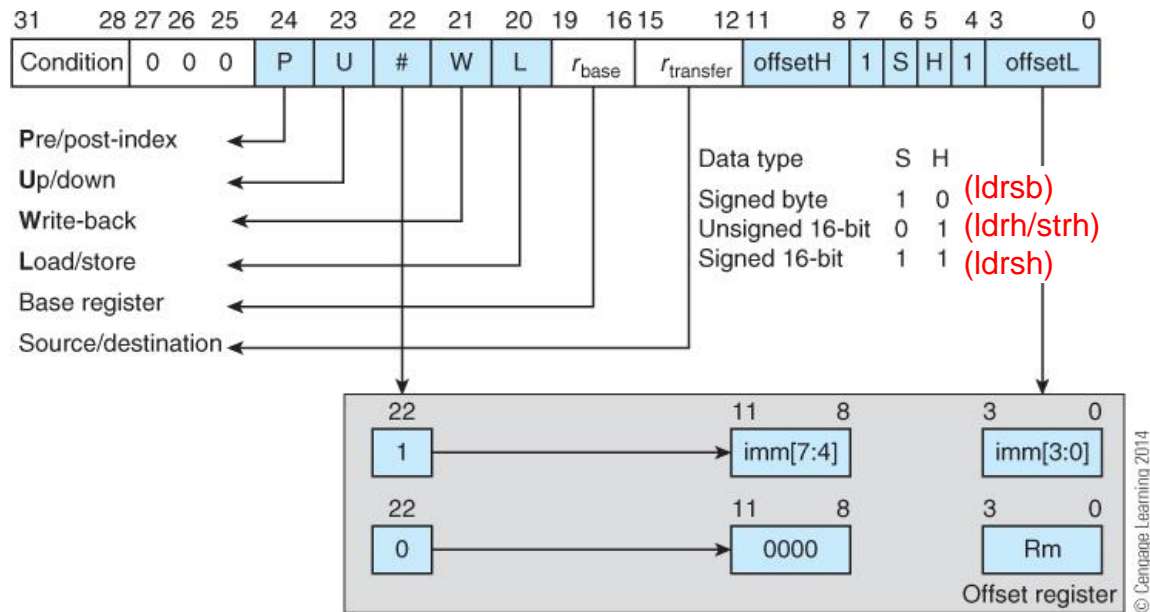 31 28 27 26 25 24 23 22 21 20 19 16 15 12 11 8 7 6 5 4 3 0
Condition 0 0 0 P U # W L rbase rtransfer offsetH 1 S H 1 offsetL
Pre/post-index
Up/down
Write-back
Load/store
Base register
Source/destination
Data type S H
Signed byte 1 0 (ldrsb)
Unsigned 16-bit 0 1 (ldrh/strh)
Signed 16-bit 1 1 (ldrsh)
22 11 8 3 0
1 imm[7:4] imm[3:0]
22 11 8 3 0
0 0000 Rm
Offset register
© Cengage Learning 2014